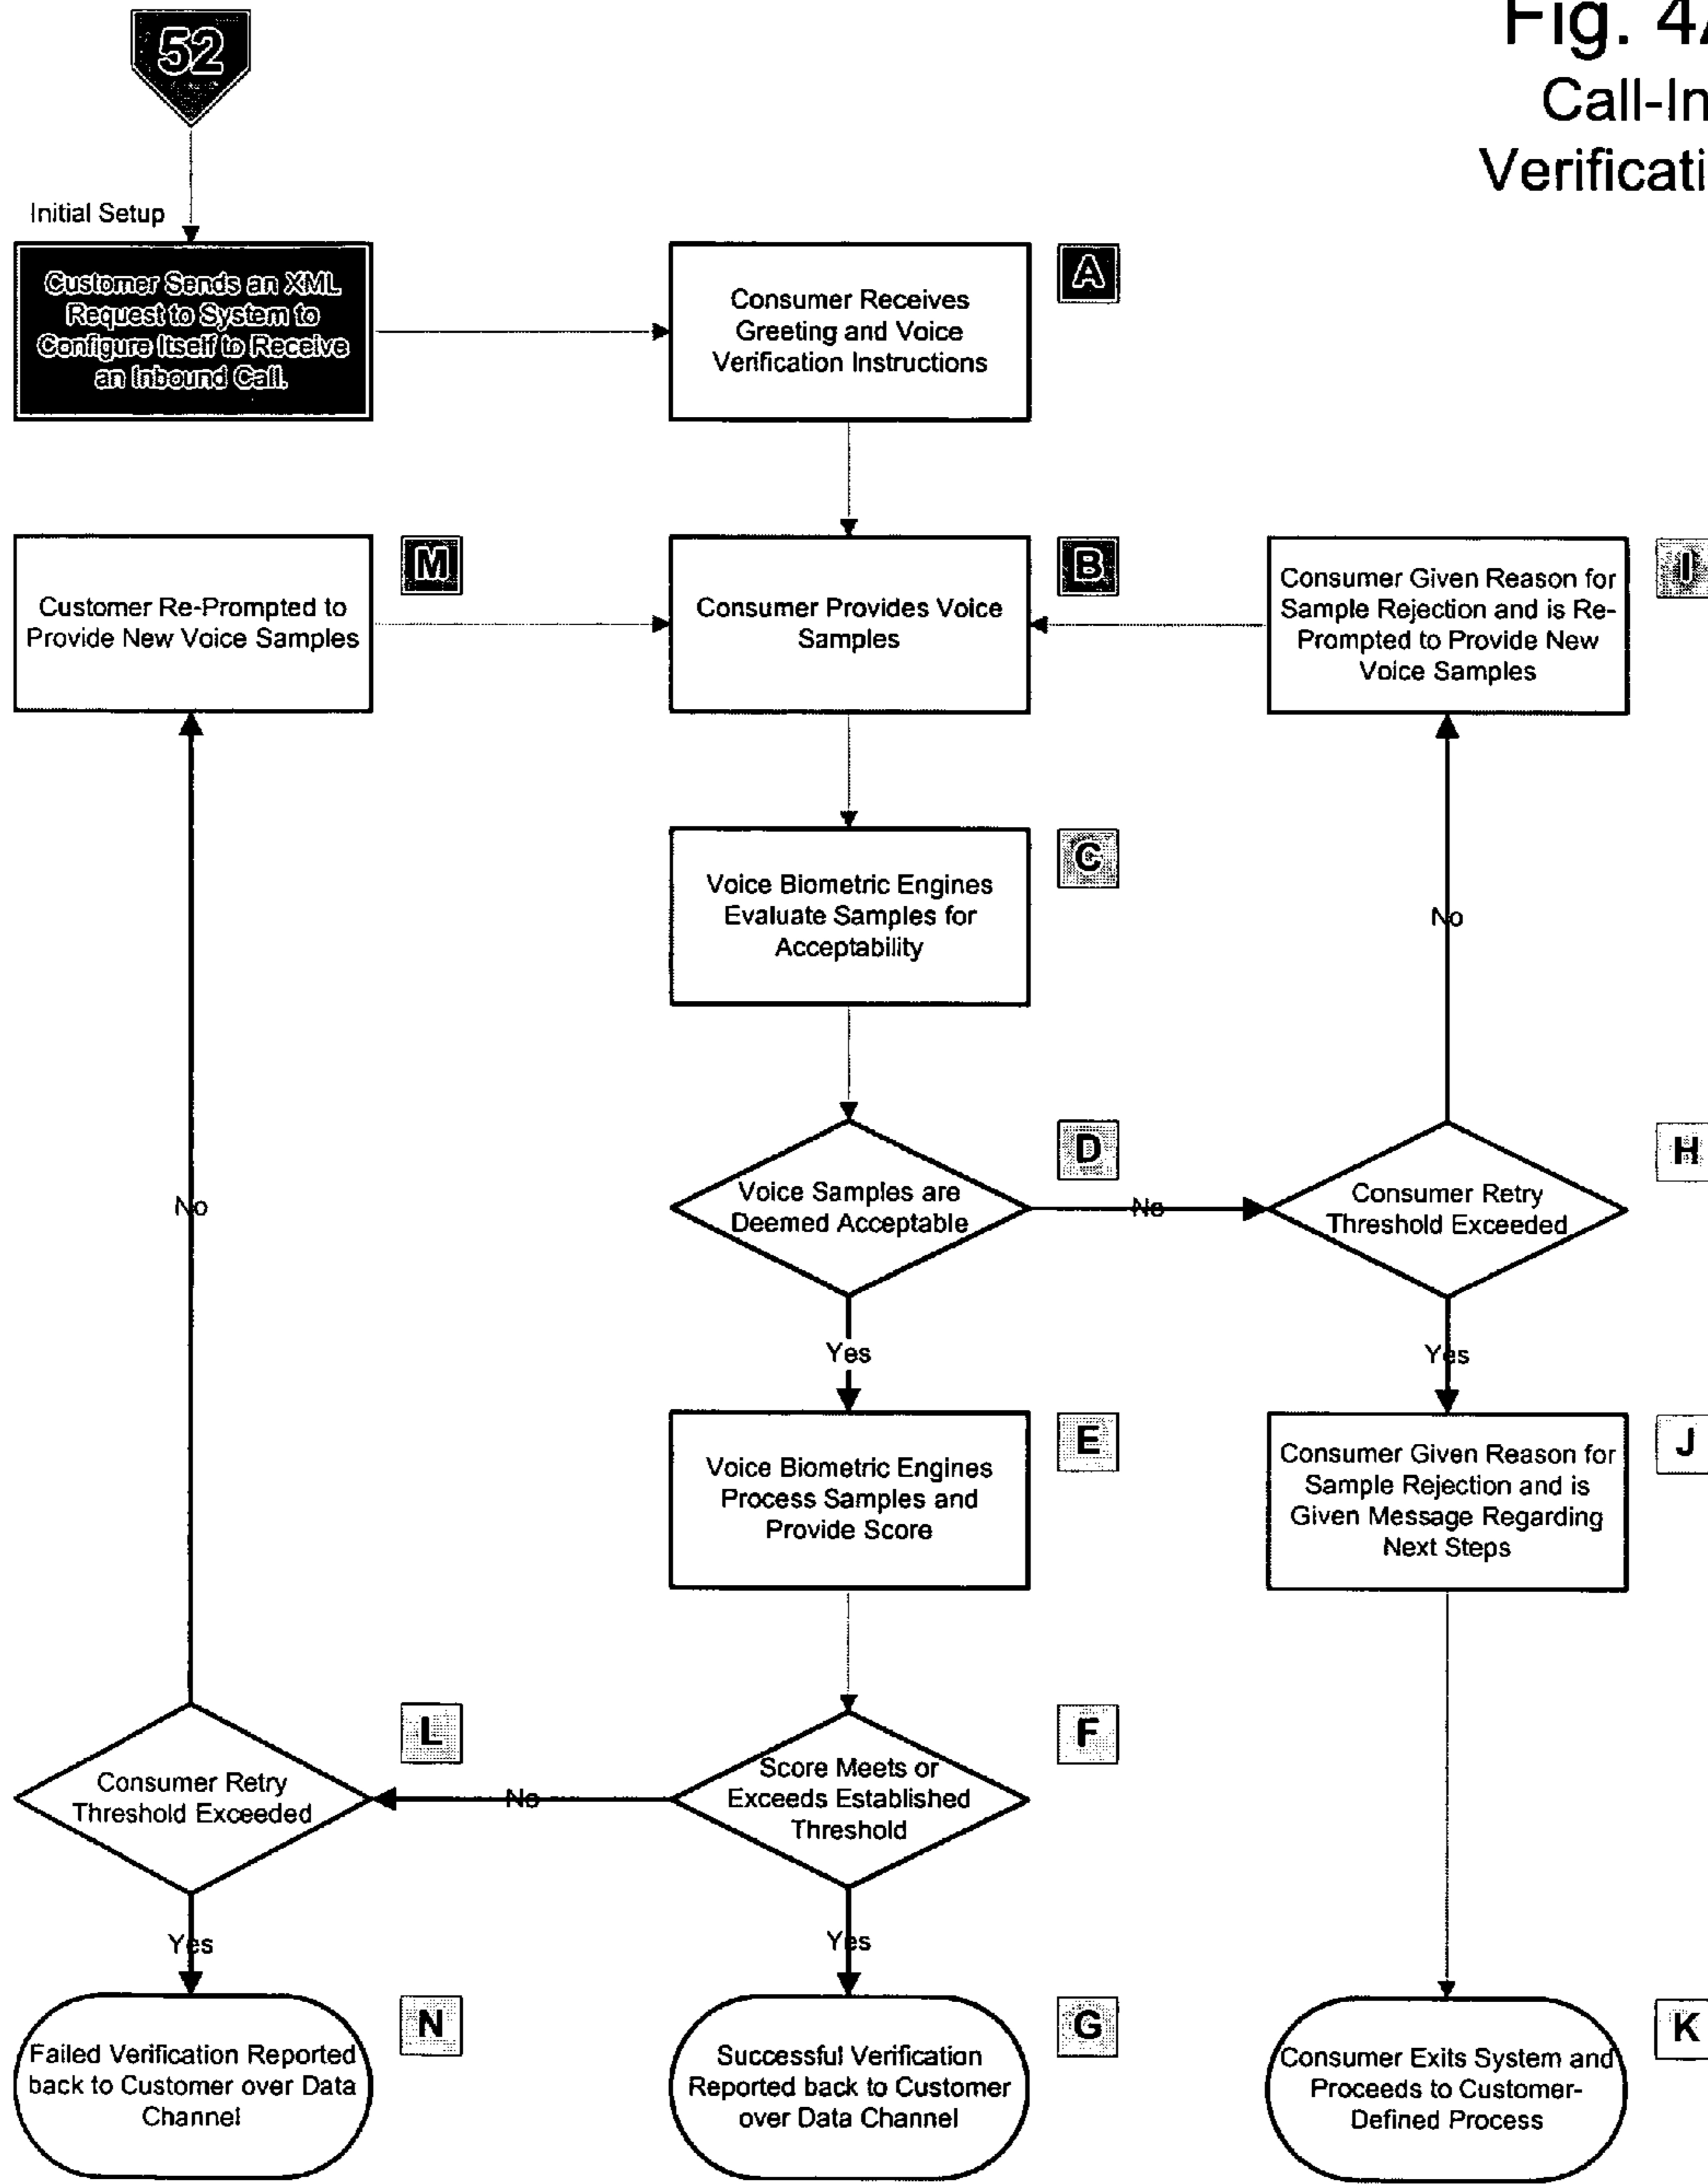 Fig. 4A
Call-In
Verificati
52
Initial Setup
Customer Sends an XML
Request to System to
Configure Itself to Receive
an Inbound Call.
Consumer Receives
Greeting and Voice
Verification Instructions
A
Customer Re-Prompted to
Provide New Voice Samples
M
Consumer Provides Voice
Samples
B
Consumer Given Reason for
Sample Rejection and is Re-
Prompted to Provide New
Voice Samples
I
Voice Biometric Engines
Evaluate Samples for
Acceptability
C
No
Voice Samples are
Deemed Acceptable
D
No
Consumer Retry
Threshold Exceeded
H
No
Yes
Yes
Voice Biometric Engines
Process Samples and
Provide Score
E
Consumer Given Reason for
Sample Rejection and is
Given Message Regarding
Next Steps
J
Consumer Retry
Threshold Exceeded
L
No
Score Meets or
Exceeds Established
Threshold
F
Yes
Yes
Failed Verification Reported
back to Customer over Data
Channel
N
Successful Verification
Reported back to Customer
over Data Channel
G
Consumer Exits System and
Proceeds to Customer-
Defined Process
K